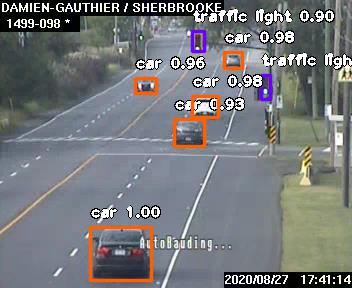 DAMIEN-GAUTHIER / SHERBROOKE
1499-098 *
traffic light 0.90
car 0.98
traffic ligh
car 0.96
car 0.98
car 0.93
car 1.00
AutoBauding...
2020/08/27 17:41:14